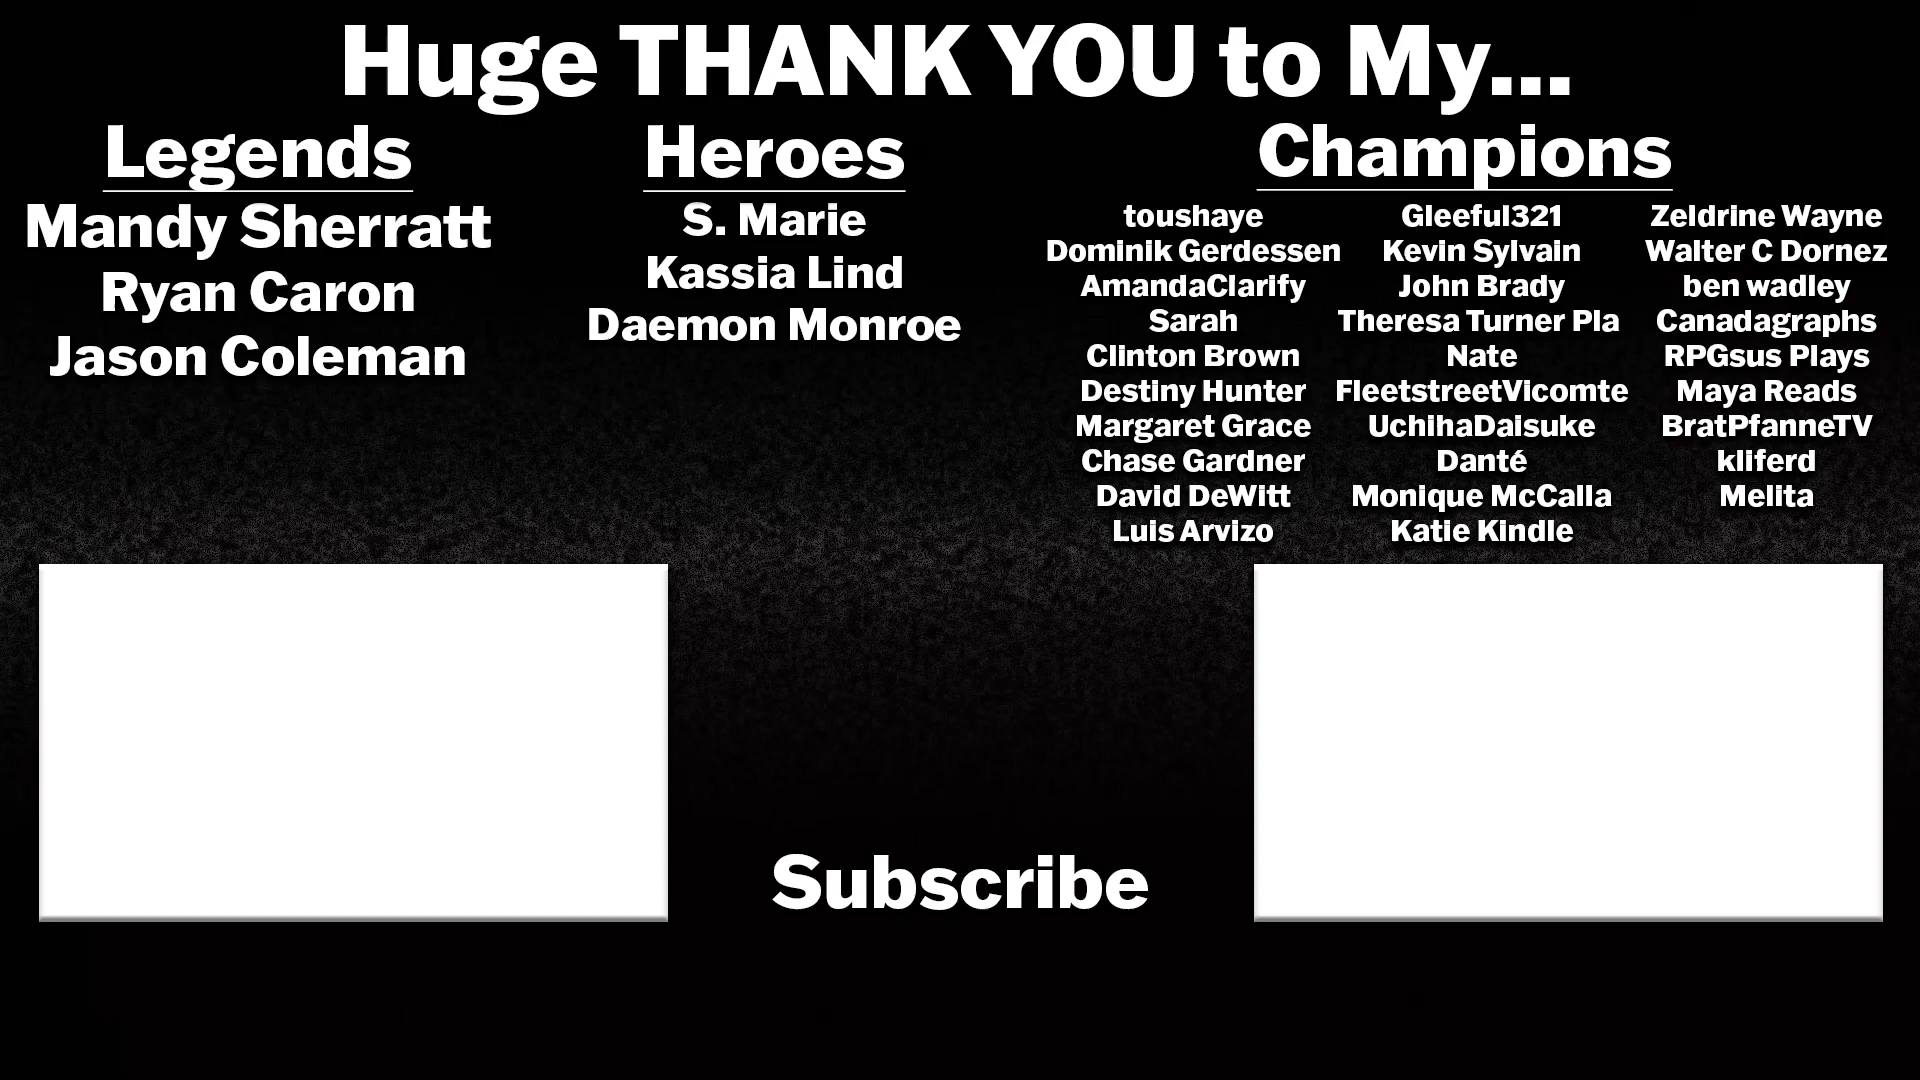 Huge THANK YOU to My...
Legends
Mandy Sherratt
Ryan Caron
Jason Coleman
Heroes
S. Marie
Kassia Lind
Daemon Monroe
Champions
toushaye
Dominik Gerdessen
AmandaClarify
Sarah
Clinton Brown
Destiny Hunter
Margaret Grace
Chase Gardner
David DeWitt
Luis Arvizo
Gleeful321
Kevin Sylvain
John Brady
Theresa Turner Pla
Nate
FleetstreetVicomte
UchihaDaisuke
Danté
Monique McCalla
Katie Kindle
Zeldrine Wayne
Walter C Dornez
ben wadley
Canadagraphs
RPGsus Plays
Maya Reads
BratPfanneTV
kliferd
Melita
Subscribe